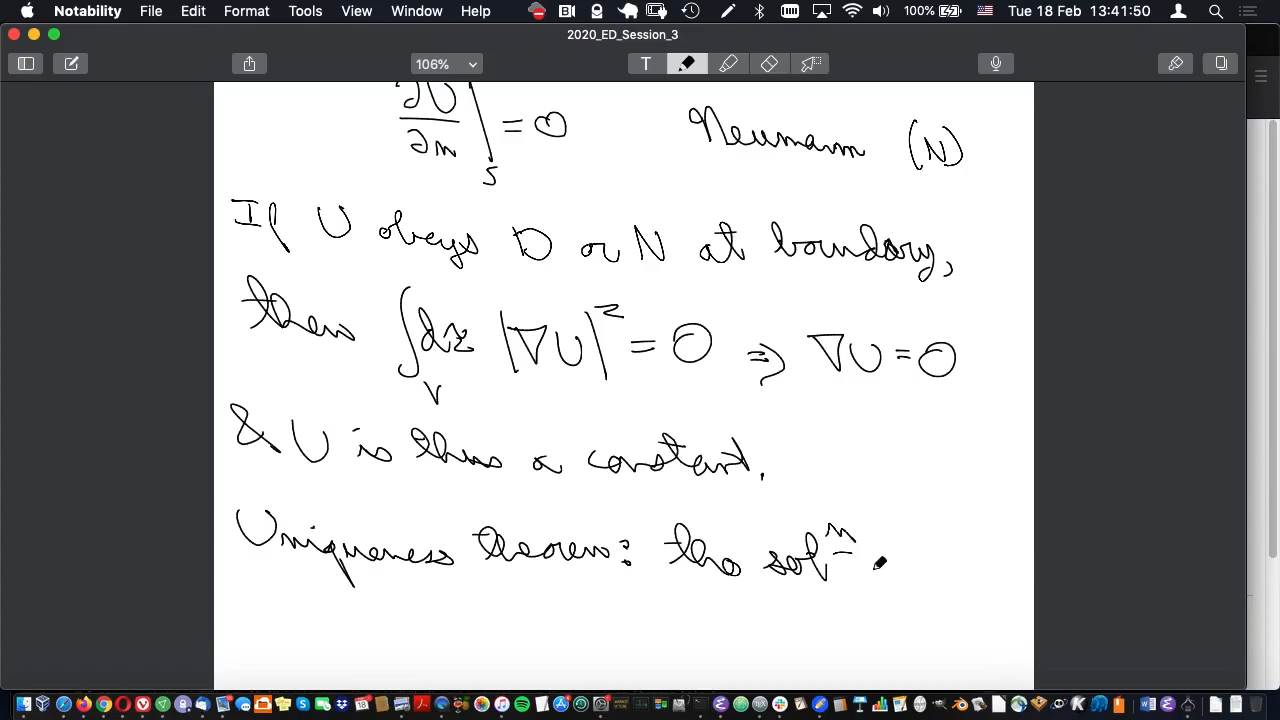 Notability File Edit Format Tools View Window Help 100% Tue 18 Feb 13:41:50
2020_ED_Session_3
106% T
∂U/∂n |_S = 0 Neumann (N)
If U obeys D or N at boundary,
then ∫_V dτ |∇U|² = 0 ⇒ ∇U = 0
& U is thus a constant.
Uniqueness theorem: the solⁿ